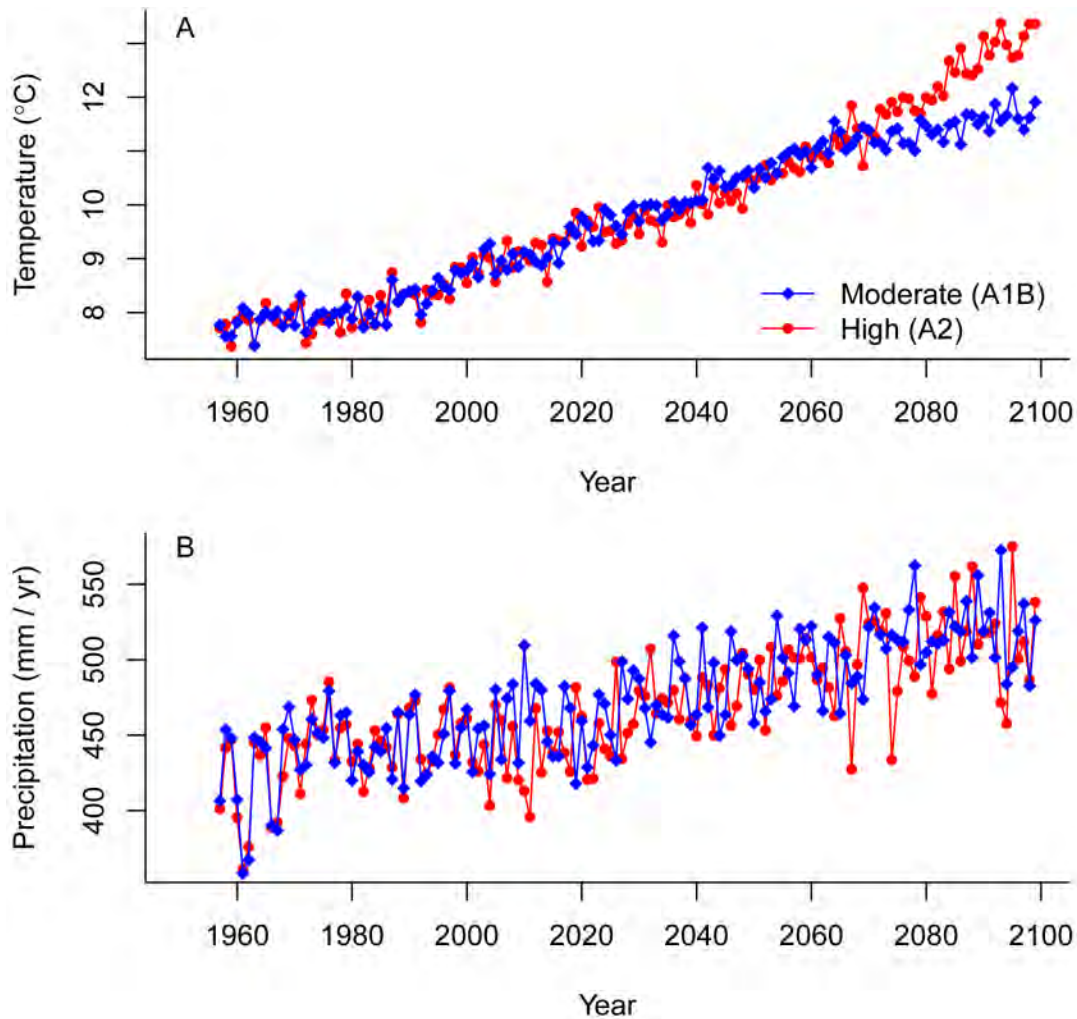 A
Temperature (°C)
12
10
9
8
Moderate (A1B)
High (A2)
1960 1980 2000 2020 2040 2060 2080 2100
Year
B
Precipitation (mm / yr)
550
500
450
400
1960 1980 2000 2020 2040 2060 2080 2100
Year